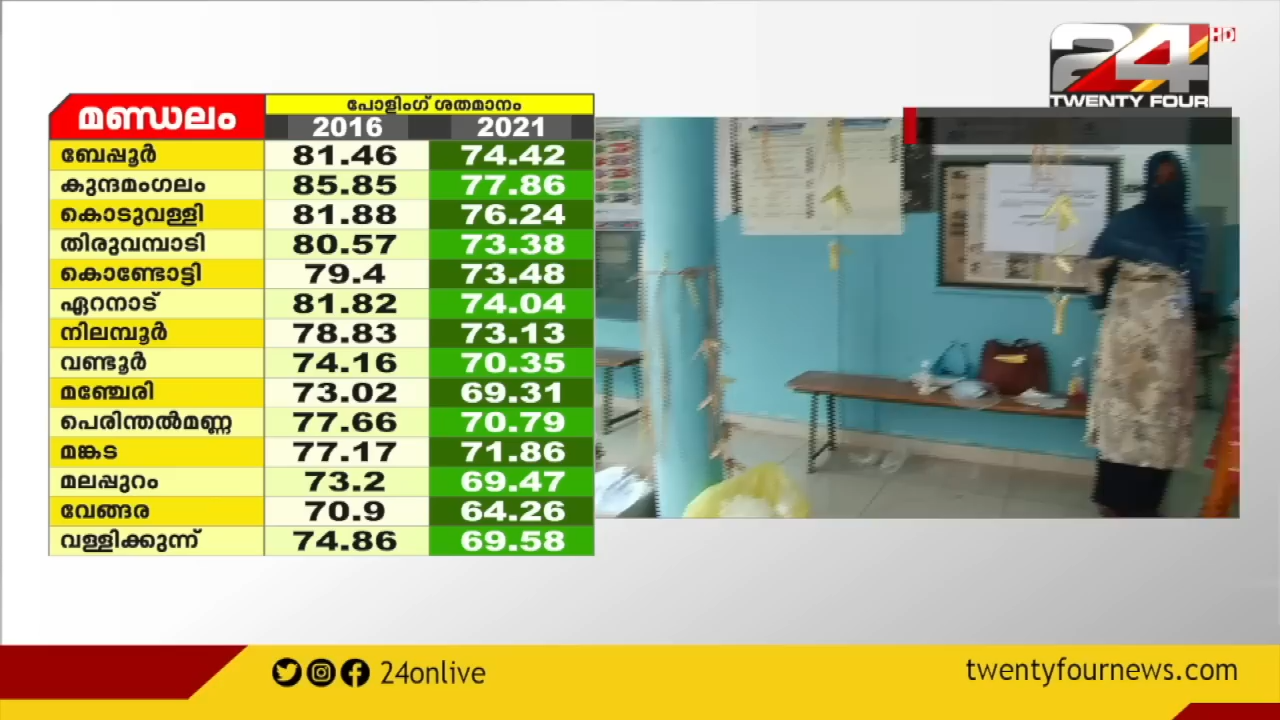 24
HD
TWENTY FOUR
മണ്ഡലം പോളിംഗ് ശതമാനം
2016 2021
ബേപ്പൂർ 81.46 74.42
കുന്ദമംഗലം 85.85 77.86
കൊടുവള്ളി 81.88 76.24
തിരുവമ്പാടി 80.57 73.38
കൊണ്ടോട്ടി 79.4 73.48
ഏറനാട് 81.82 74.04
നിലമ്പൂർ 78.83 73.13
വണ്ടൂർ 74.16 70.35
മഞ്ചേരി 73.02 69.31
പെരിന്തൽമണ്ണ 77.66 70.79
മങ്കട 77.17 71.86
മലപ്പുറം 73.2 69.47
വേങ്ങര 70.9 64.26
വള്ളിക്കുന്ന് 74.86 69.58
24onlive
twentyfournews.com